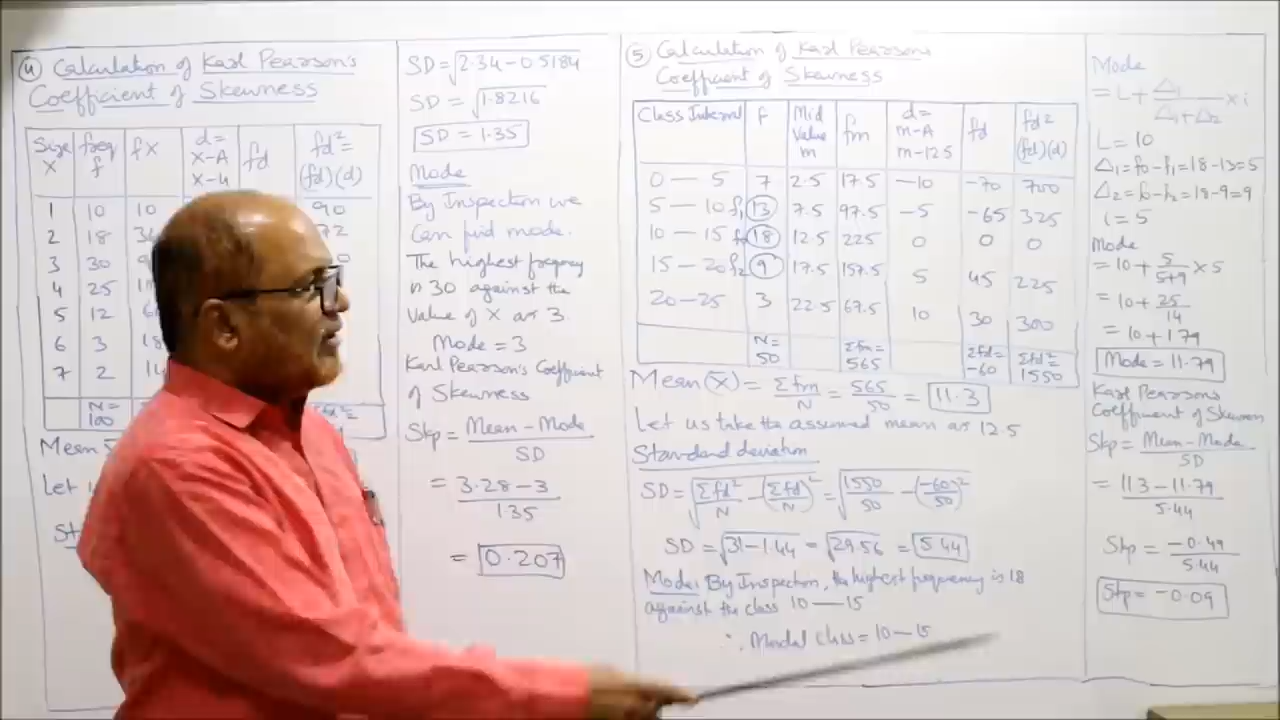 ④ Calculation of Karl Pearson's
Coefficient of Skewness
Size X freq f fx d= X-A X-4 fd fd²= (fd)(d)
1 10 10 90
2 18 72
3 30
4 25
5 12
6 3 18
7 2 14
N= 100
Mean
Let
SD=√2.34-0.5184
SD=√1.8216
SD=1.35
Mode
By Inspection we
Can find mode.
The highest freqency
is 30 against the
Value of X as 3.
Mode=3
Karl Pearson's Coefficient
of Skewness
Skp= Mean-Mode
SD
= 3.28-3
1.35
= 0.207
⑤ Calculation of Karl Pearsons
Coefficient of Skewness
Class Interval f Mid Value m fm d= m-A m-12.5 fd fd² (fd)(d)
0 — 5 7 2.5 17.5 -10 -70 700
5 — 10 f₁ 13 7.5 97.5 -5 -65 325
10 — 15 f₀ 18 12.5 225 0 0 0
15 — 20 f₂ 9 17.5 157.5 5 45 225
20 — 25 3 22.5 67.5 10 30 300
N= 50 Σfm= 565 Σfd= -60 Σfd²= 1550
Mean (X̄) = Σfm/N = 565/50 = 11.3
Let us take the assumed mean as 12.5
Standard deviation
SD=√Σfd²/N - (Σfd/N)² = √1550/50 - (-60/50)²
SD=√31-1.44 = √29.56 = 5.44
Mode: By Inspection, the highest frequency is 18
against the class 10 — 15
∴ Modal class = 10 — 15
Mode
= L+ Δ₁/Δ₁+Δ₂ ×i
L=10
Δ₁=f₀-f₁=18-13=5
Δ₂=f₀-f₂=18-9=9
i=5
Mode
= 10+ 5/5+9 ×5
= 10+ 25/14
= 10+1.79
Mode=11.79
Karl Pearsons
Coefficient of Skewness
Skp= Mean-Mode
SD
= 11.3-11.79
5.44
Skp= -0.49
5.44
Skp= -0.09